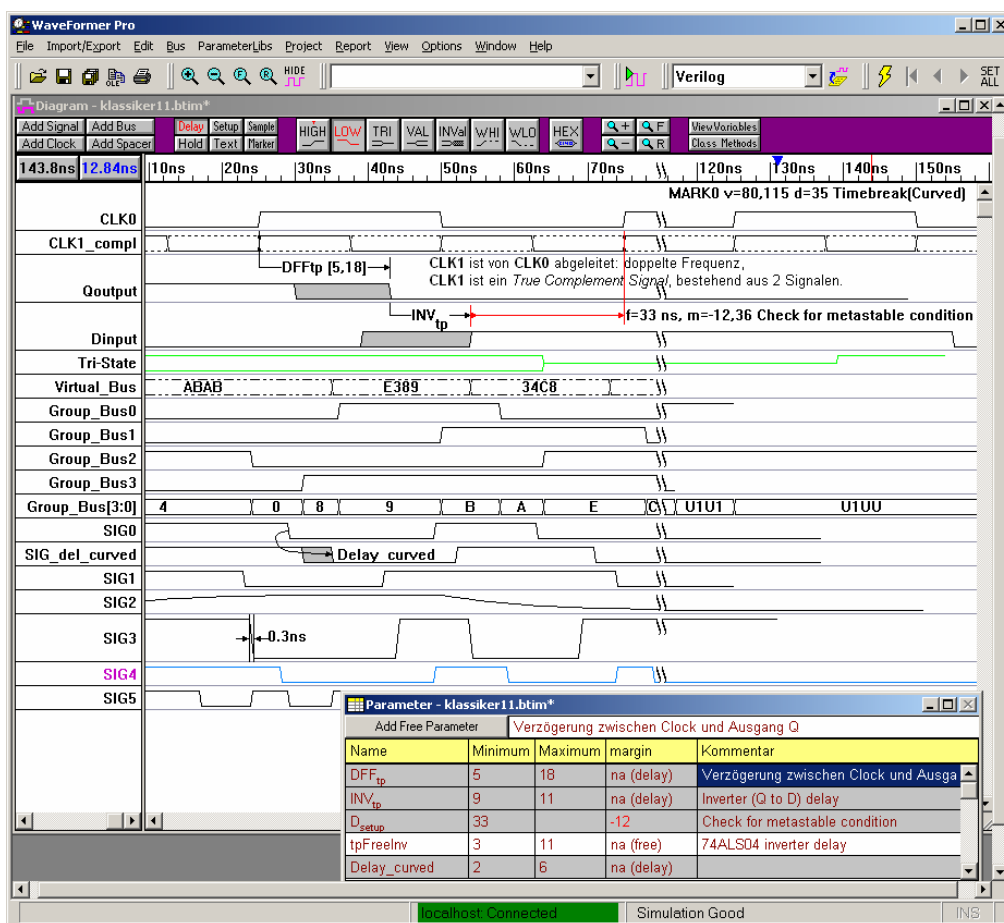 WaveFormer Pro
File Import/Export Edit Bus ParameterLibs Project Report View Options Window Help
OLE HIDE Verilog SET ALL
Diagram - klassiker11.btim*
Add Signal Add Bus Delay Setup Sample HIGH LOW TRI VAL INVal WHI WLO HEX Q+ QF ViewVariables
Add Clock Add Spacer Hold Text Marker Q- QR Class Methods
143.8ns 12.84ns 10ns 20ns 30ns 40ns 50ns 60ns 70ns 120ns 130ns 140ns 150ns
MARK0 v=80,115 d=35 Timebreak(Curved)
CLK0
CLK1_compl
DFFtp [5,18] CLK1 ist von CLK0 abgeleitet: doppelte Frequenz,
CLK1 ist ein True Complement Signal, bestehend aus 2 Signalen.
Qoutput
INVtp f=33 ns, m=-12,36 Check for metastable condition
Dinput
Tri-State
Virtual_Bus ABAB E389 34C8
Group_Bus0
Group_Bus1
Group_Bus2
Group_Bus3
Group_Bus[3:0] 4 0 8 9 B A E C U1U1 U1UU
SIG0
SIG_del_curved Delay_curved
SIG1
SIG2
SIG3 0.3ns
SIG4
SIG5
Parameter - klassiker11.btim*
Add Free Parameter Verzögerung zwischen Clock und Ausgang Q
Name Minimum Maximum margin Kommentar
DFFtp 5 18 na (delay) Verzögerung zwischen Clock und Ausga
INVtp 9 11 na (delay) Inverter (Q to D) delay
Dsetup 33 -12 Check for metastable condition
tpFreeInv 3 11 na (free) 74ALS04 inverter delay
Delay_curved 2 6 na (delay)
localhost: Connected Simulation Good INS